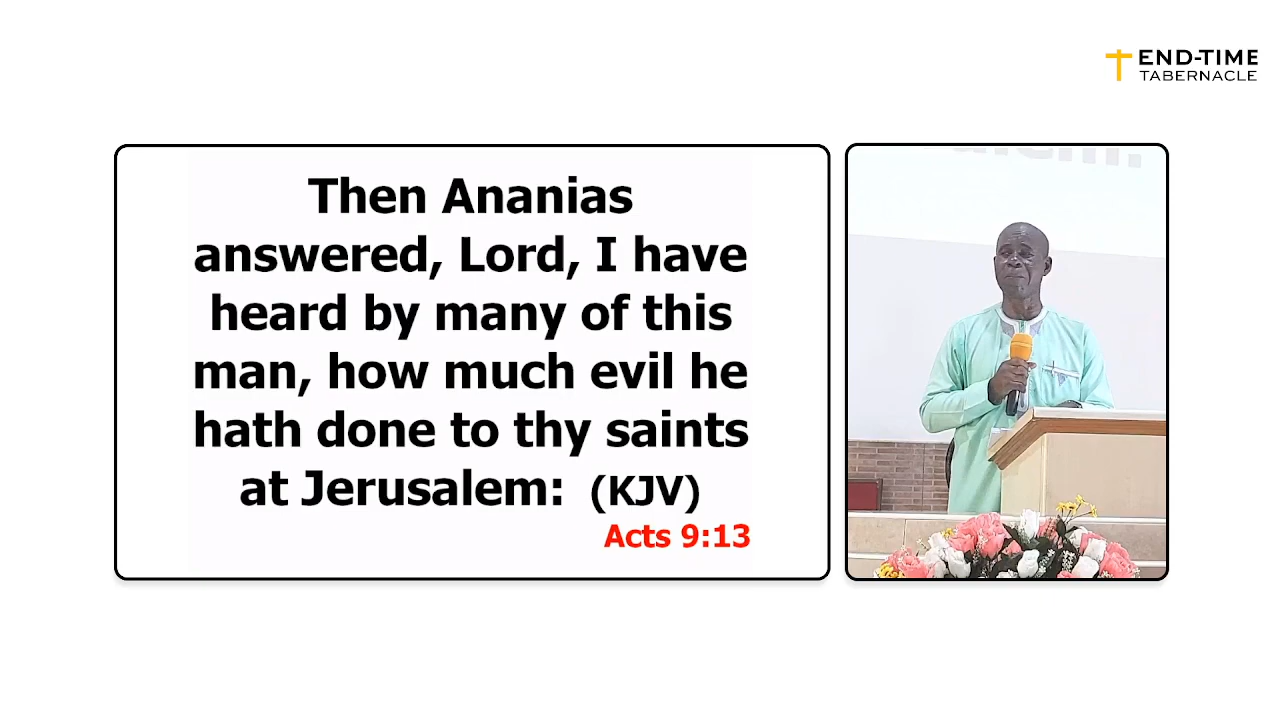 END-TIME
TABERNACLE
Then Ananias
answered, Lord, I have
heard by many of this
man, how much evil he
hath done to thy saints
at Jerusalem: (KJV)
Acts 9:13